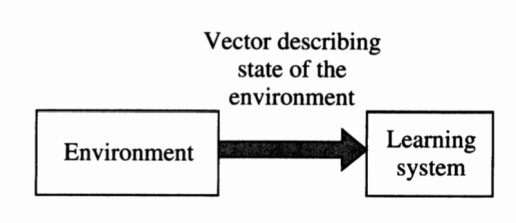 Vector describing
state of the
environment
Environment
Learning
system